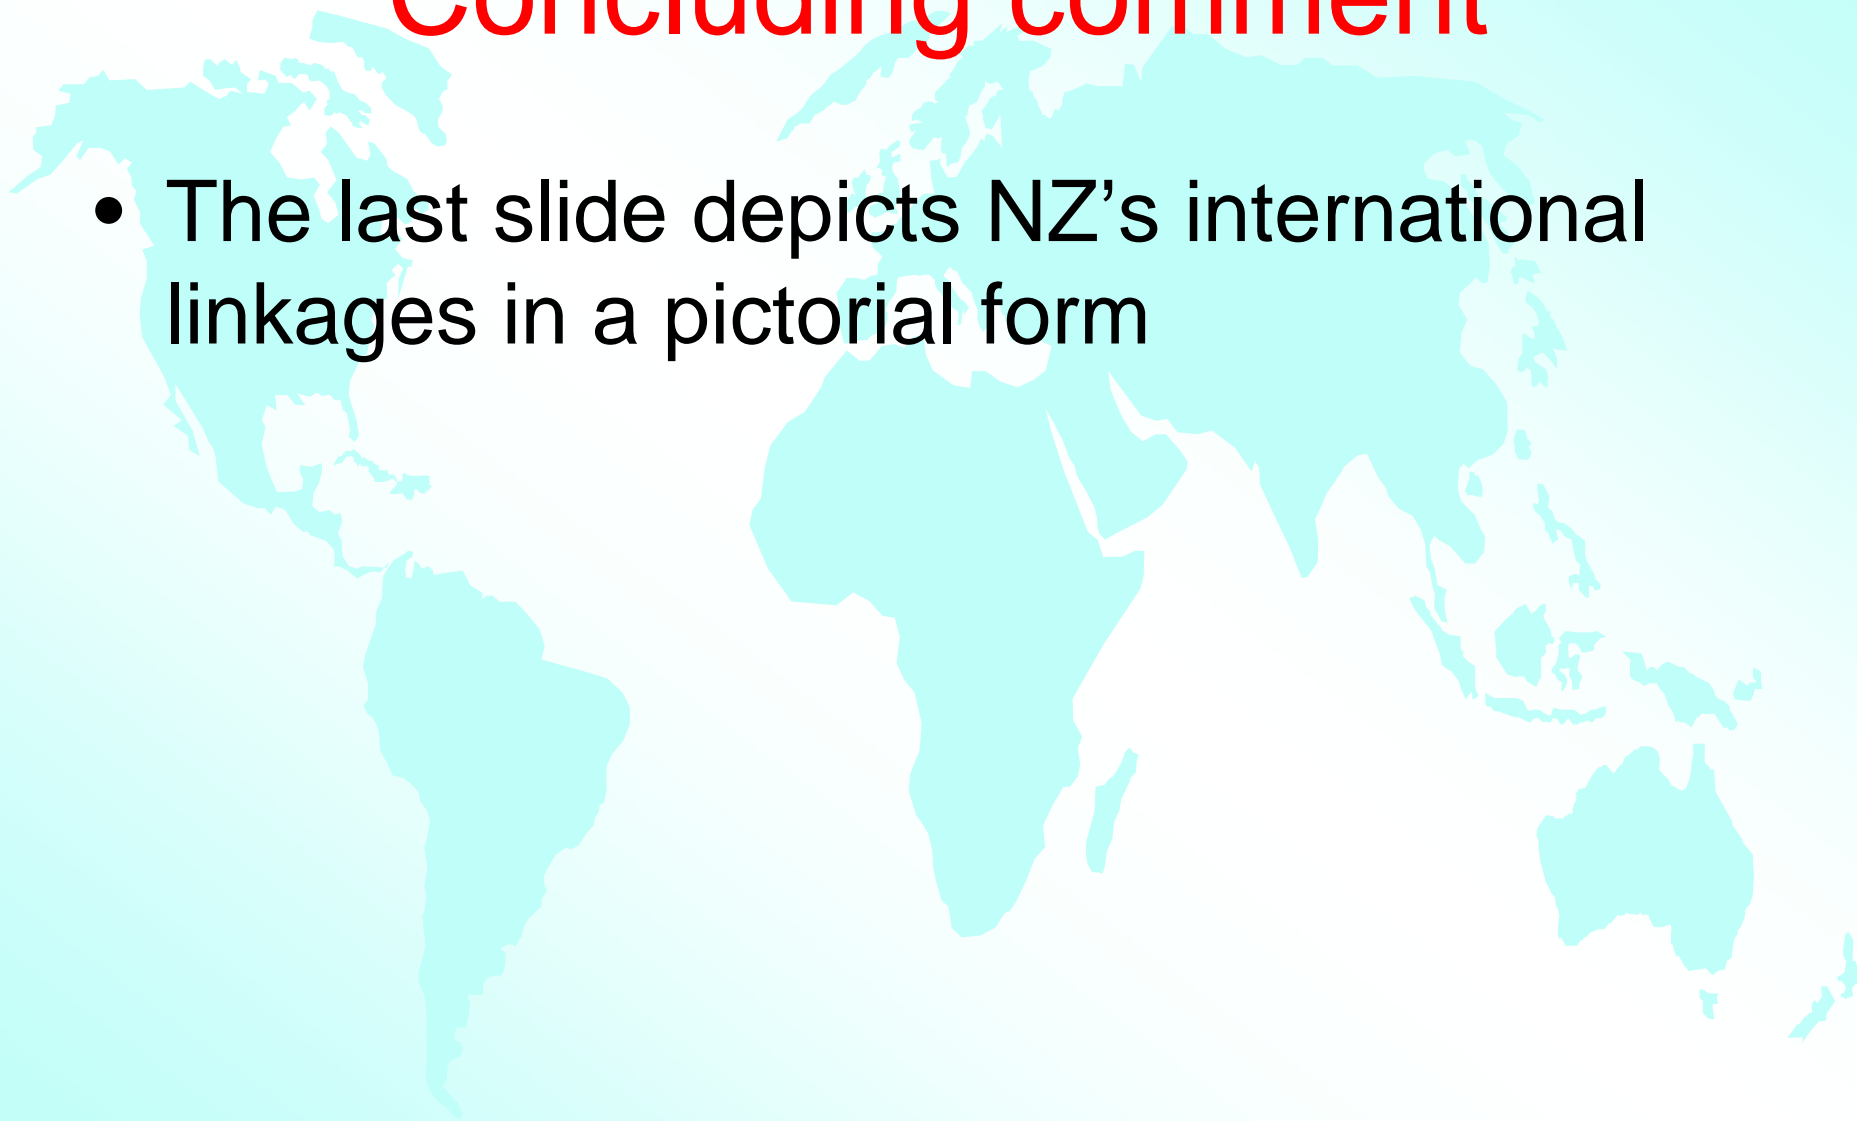 Concluding comment
• The last slide depicts NZ’s international
linkages in a pictorial form